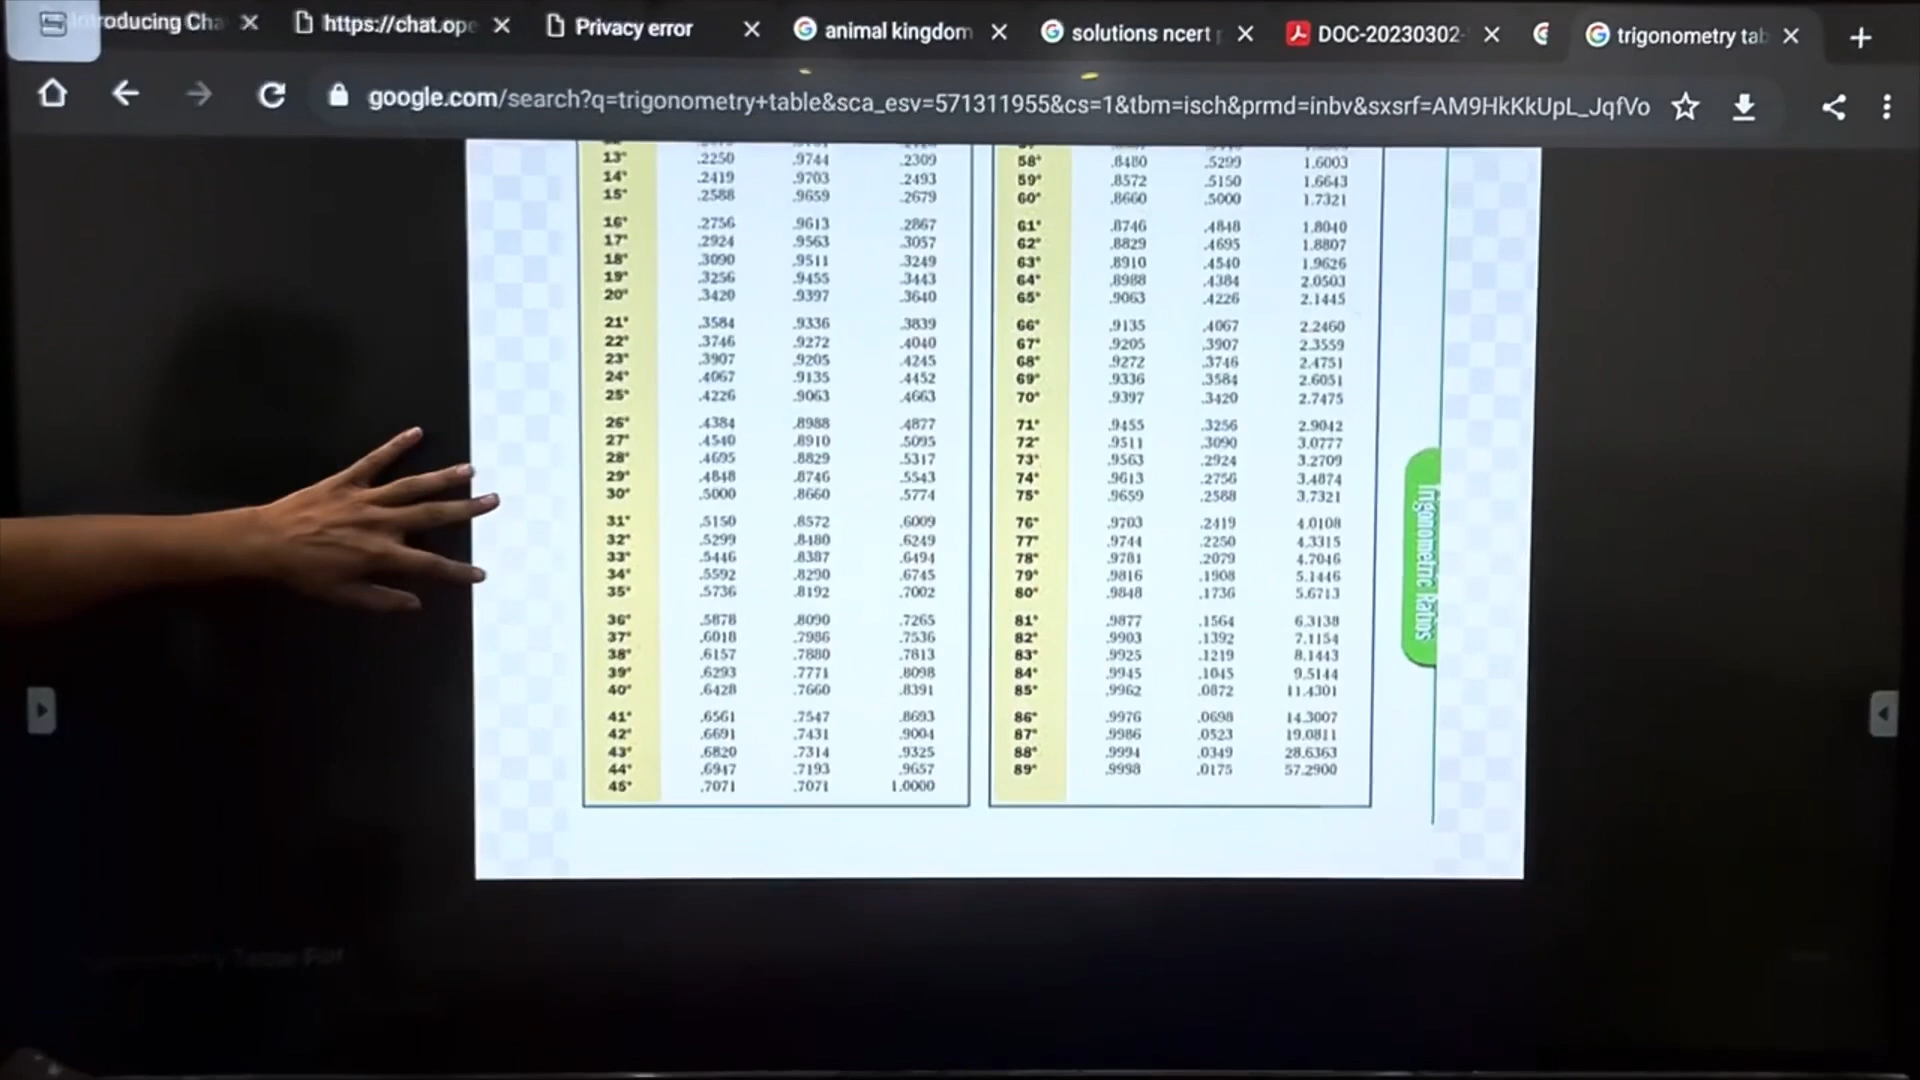 troducing Cha
https://chat.ope
Privacy error
animal kingdom
solutions ncert
DOC-20230302-
trigonometry tab
google.com/search?q=trigonometry+table&sca_esv=571311955&cs=1&tbm=isch&prmd=inbv&sxsrf=AM9HkKkUpL_JqfVo
13° .2250 .9744 .2309 58° .8480 .5299 1.6003
14° .2419 .9703 .2493 59° .8572 .5150 1.6643
15° .2588 .9659 .2679 60° .8660 .5000 1.7321
16° .2756 .9613 .2867 61° .8746 .4848 1.8040
17° .2924 .9563 .3057 62° .8829 .4695 1.8807
18° .3090 .9511 .3249 63° .8910 .4540 1.9626
19° .3256 .9455 .3443 64° .8988 .4384 2.0503
20° .3420 .9397 .3640 65° .9063 .4226 2.1445
21° .3584 .9336 .3839 66° .9135 .4067 2.2460
22° .3746 .9272 .4040 67° .9205 .3907 2.3559
23° .3907 .9205 .4245 68° .9272 .3746 2.4751
24° .4067 .9135 .4452 69° .9336 .3584 2.6051
25° .4226 .9063 .4663 70° .9397 .3420 2.7475
26° .4384 .8988 .4877 71° .9455 .3256 2.9042
27° .4540 .8910 .5095 72° .9511 .3090 3.0777
28° .4695 .8829 .5317 73° .9563 .2924 3.2709
29° .4848 .8746 .5543 74° .9613 .2756 3.4874
30° .5000 .8660 .5774 75° .9659 .2588 3.7321
31° .5150 .8572 .6009 76° .9703 .2419 4.0108
32° .5299 .8480 .6249 77° .9744 .2250 4.3315
33° .5446 .8387 .6494 78° .9781 .2079 4.7046
34° .5592 .8290 .6745 79° .9816 .1908 5.1446
35° .5736 .8192 .7002 80° .9848 .1736 5.6713
36° .5878 .8090 .7265 81° .9877 .1564 6.3138
37° .6018 .7986 .7536 82° .9903 .1392 7.1154
38° .6157 .7880 .7813 83° .9925 .1219 8.1443
39° .6293 .7771 .8098 84° .9945 .1045 9.5144
40° .6428 .7660 .8391 85° .9962 .0872 11.4301
41° .6561 .7547 .8693 86° .9976 .0698 14.3007
42° .6691 .7431 .9004 87° .9986 .0523 19.0811
43° .6820 .7314 .9325 88° .9994 .0349 28.6363
44° .6947 .7193 .9657 89° .9998 .0175 57.2900
45° .7071 .7071 1.0000
Trigonometric Ratios